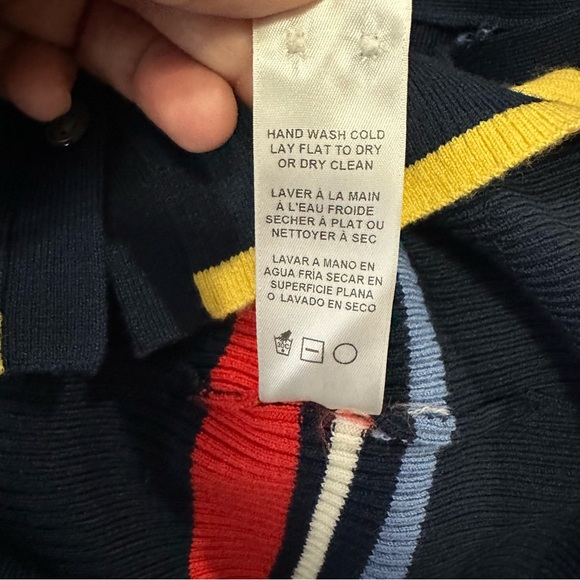 HAND WASH COLD
LAY FLAT TO DRY
OR DRY CLEAN
LAVER À LA MAIN
À L'EAU FROIDE
SECHER À PLAT OU
NETTOYER À SEC
LAVAR A MANO EN
AGUA FRÍA SECAR EN
SUPERFICIE PLANA
O LAVADO EN SECO
30C